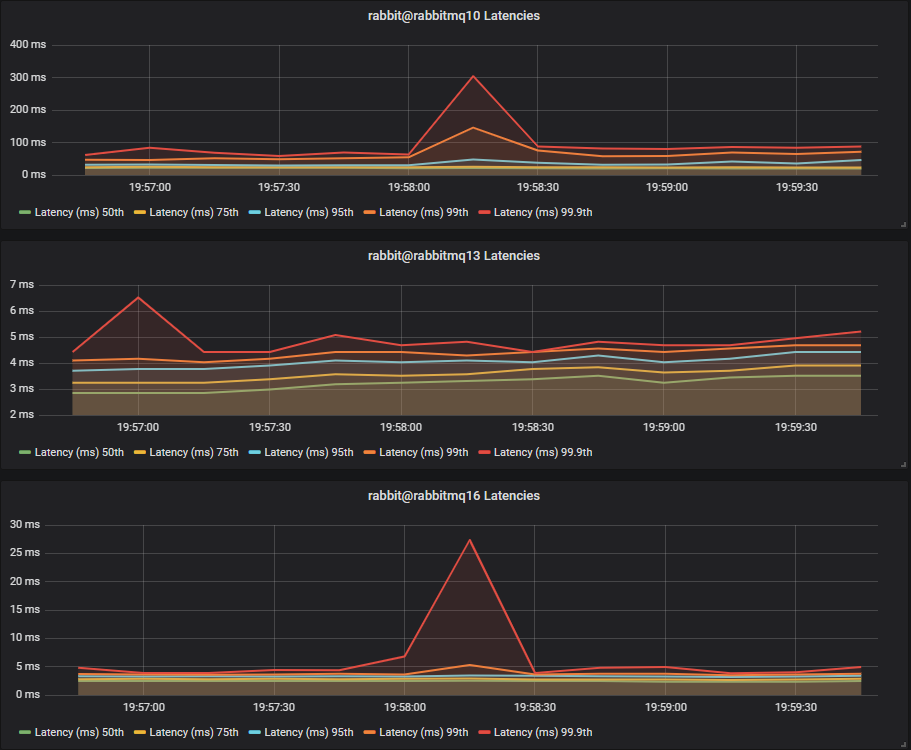 rabbit@rabbitmq10 Latencies
400 ms
300 ms
200 ms
100 ms
0 ms
19:57:00 19:57:30 19:58:00 19:58:30 19:59:00 19:59:30
Latency (ms) 50th Latency (ms) 75th Latency (ms) 95th Latency (ms) 99th Latency (ms) 99.9th
rabbit@rabbitmq13 Latencies
7 ms
6 ms
5 ms
4 ms
3 ms
2 ms
19:57:00 19:57:30 19:58:00 19:58:30 19:59:00 19:59:30
Latency (ms) 50th Latency (ms) 75th Latency (ms) 95th Latency (ms) 99th Latency (ms) 99.9th
rabbit@rabbitmq16 Latencies
30 ms
25 ms
20 ms
15 ms
10 ms
5 ms
0 ms
19:57:00 19:57:30 19:58:00 19:58:30 19:59:00 19:59:30
Latency (ms) 50th Latency (ms) 75th Latency (ms) 95th Latency (ms) 99th Latency (ms) 99.9th